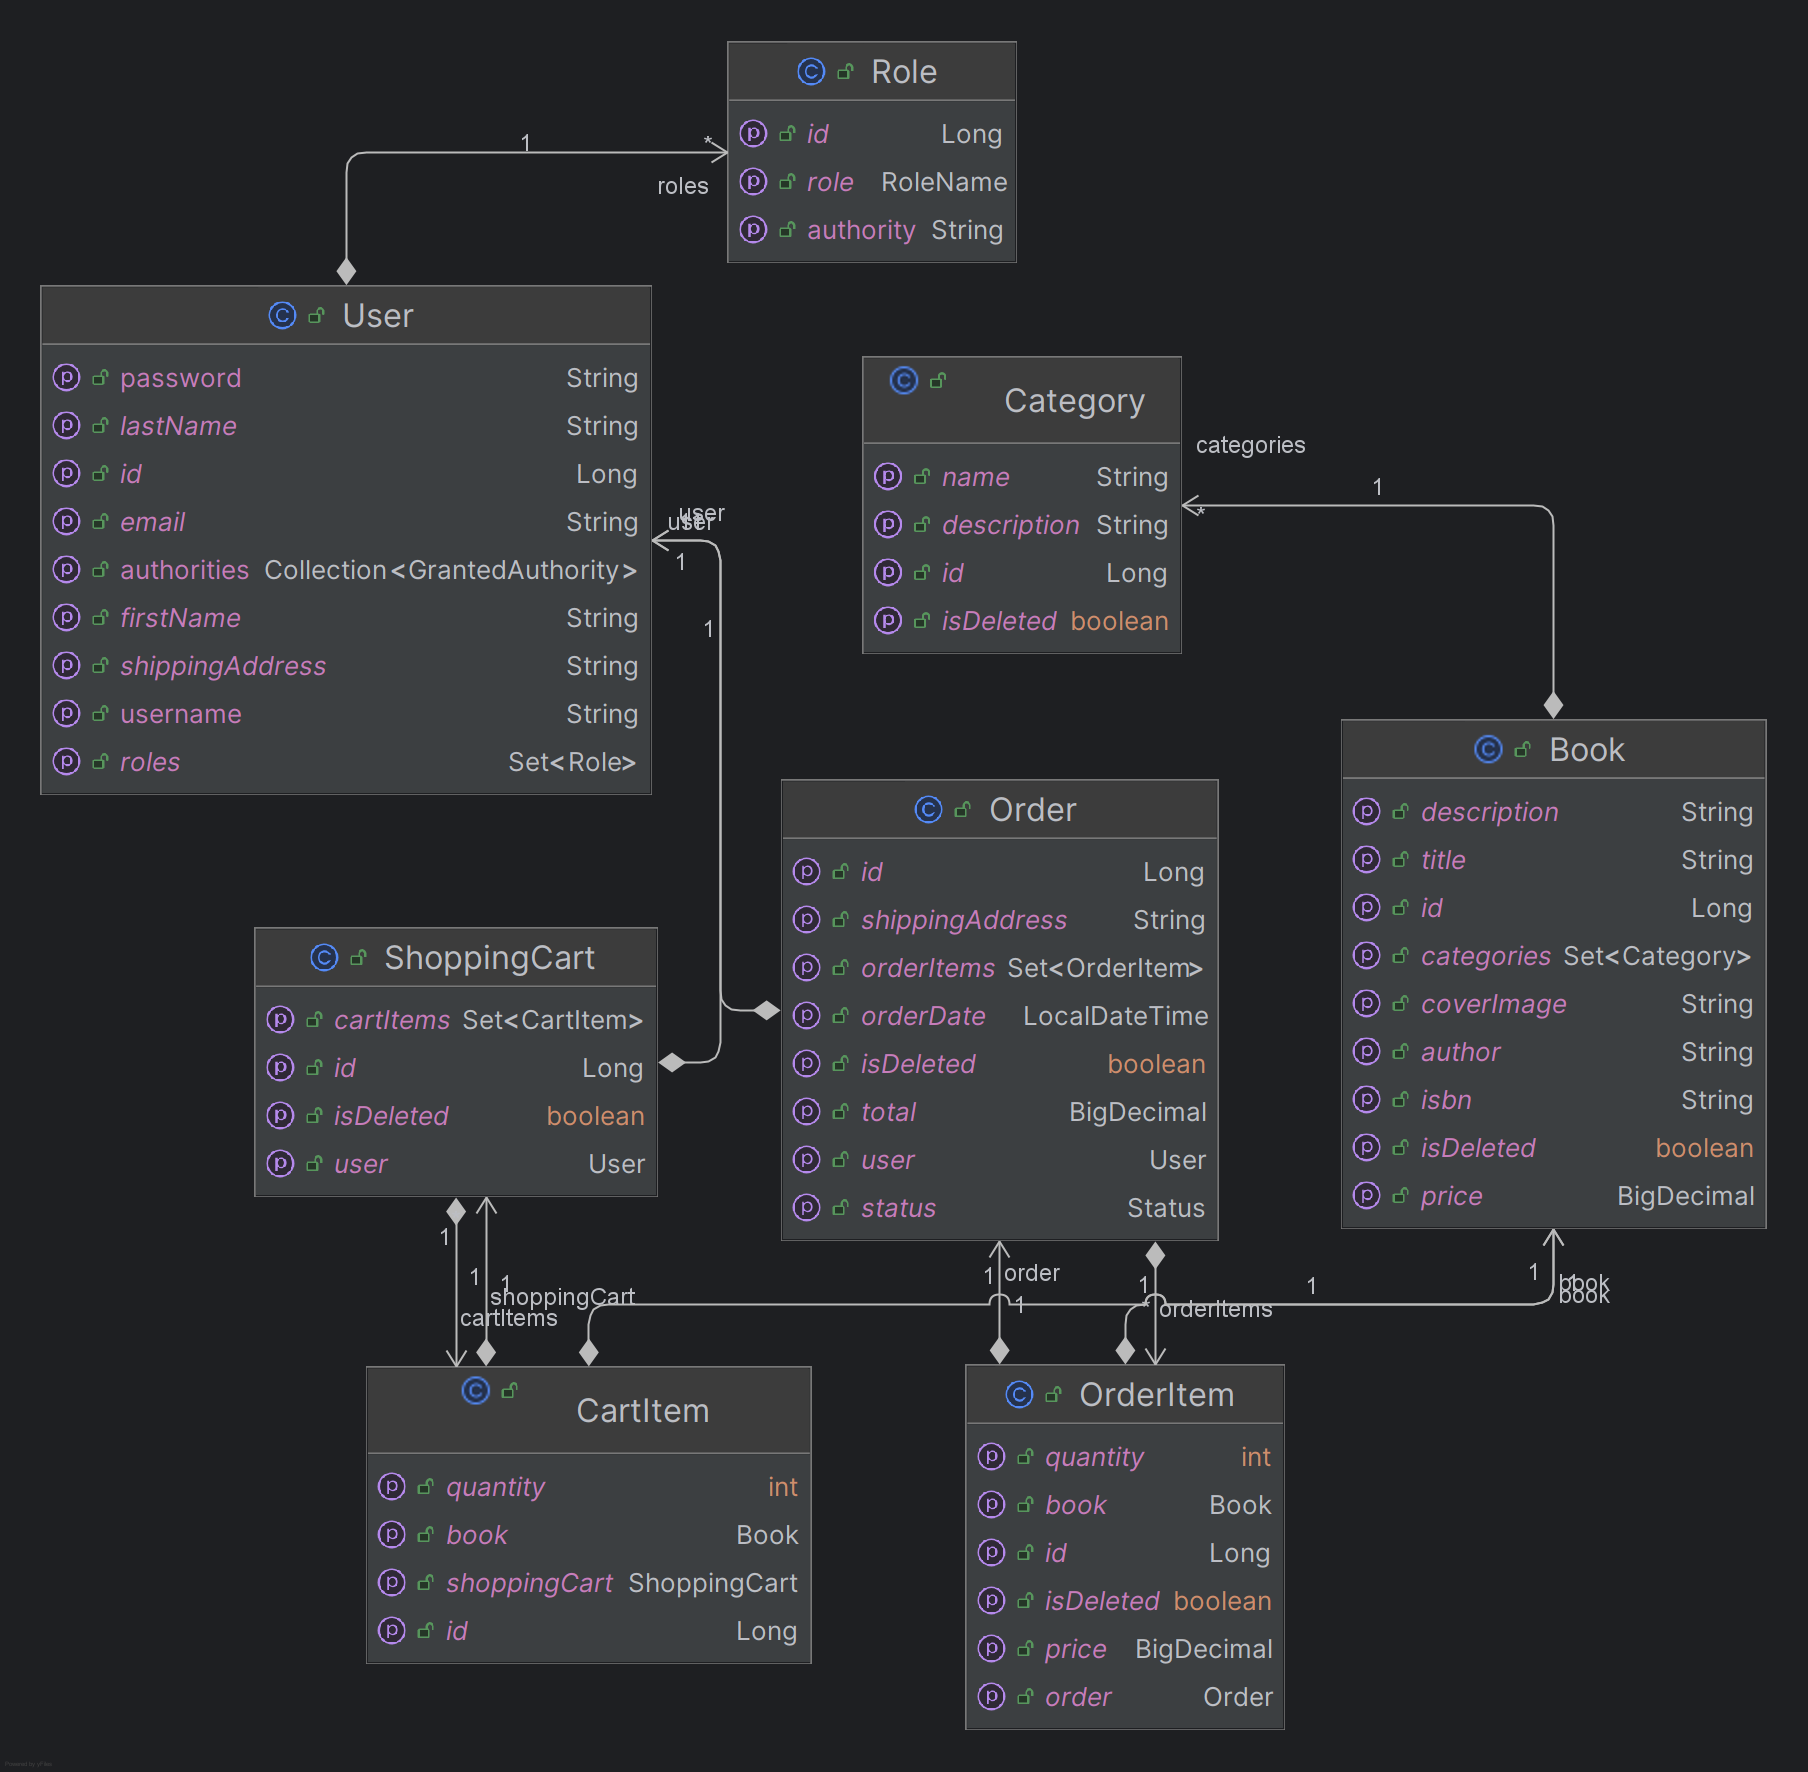 Role
id Long
role RoleName
authority String
1
*
roles
User
password String
lastName String
id Long
email String
authorities Collection<GrantedAuthority>
firstName String
shippingAddress String
username String
roles Set<Role>
user
user
1
1
Category
name String
description String
id Long
isDeleted boolean
categories
1
*
Book
description String
title String
id Long
categories Set<Category>
coverImage String
author String
isbn String
isDeleted boolean
price BigDecimal
Order
id Long
shippingAddress String
orderItems Set<OrderItem>
orderDate LocalDateTime
isDeleted boolean
total BigDecimal
user User
status Status
ShoppingCart
cartItems Set<CartItem>
id Long
isDeleted boolean
user User
1
1
1
shoppingCart
cartItems
1
order
1
1
*
orderItems
1
1
1
book
book
CartItem
quantity int
book Book
shoppingCart ShoppingCart
id Long
OrderItem
quantity int
book Book
id Long
isDeleted boolean
price BigDecimal
order Order